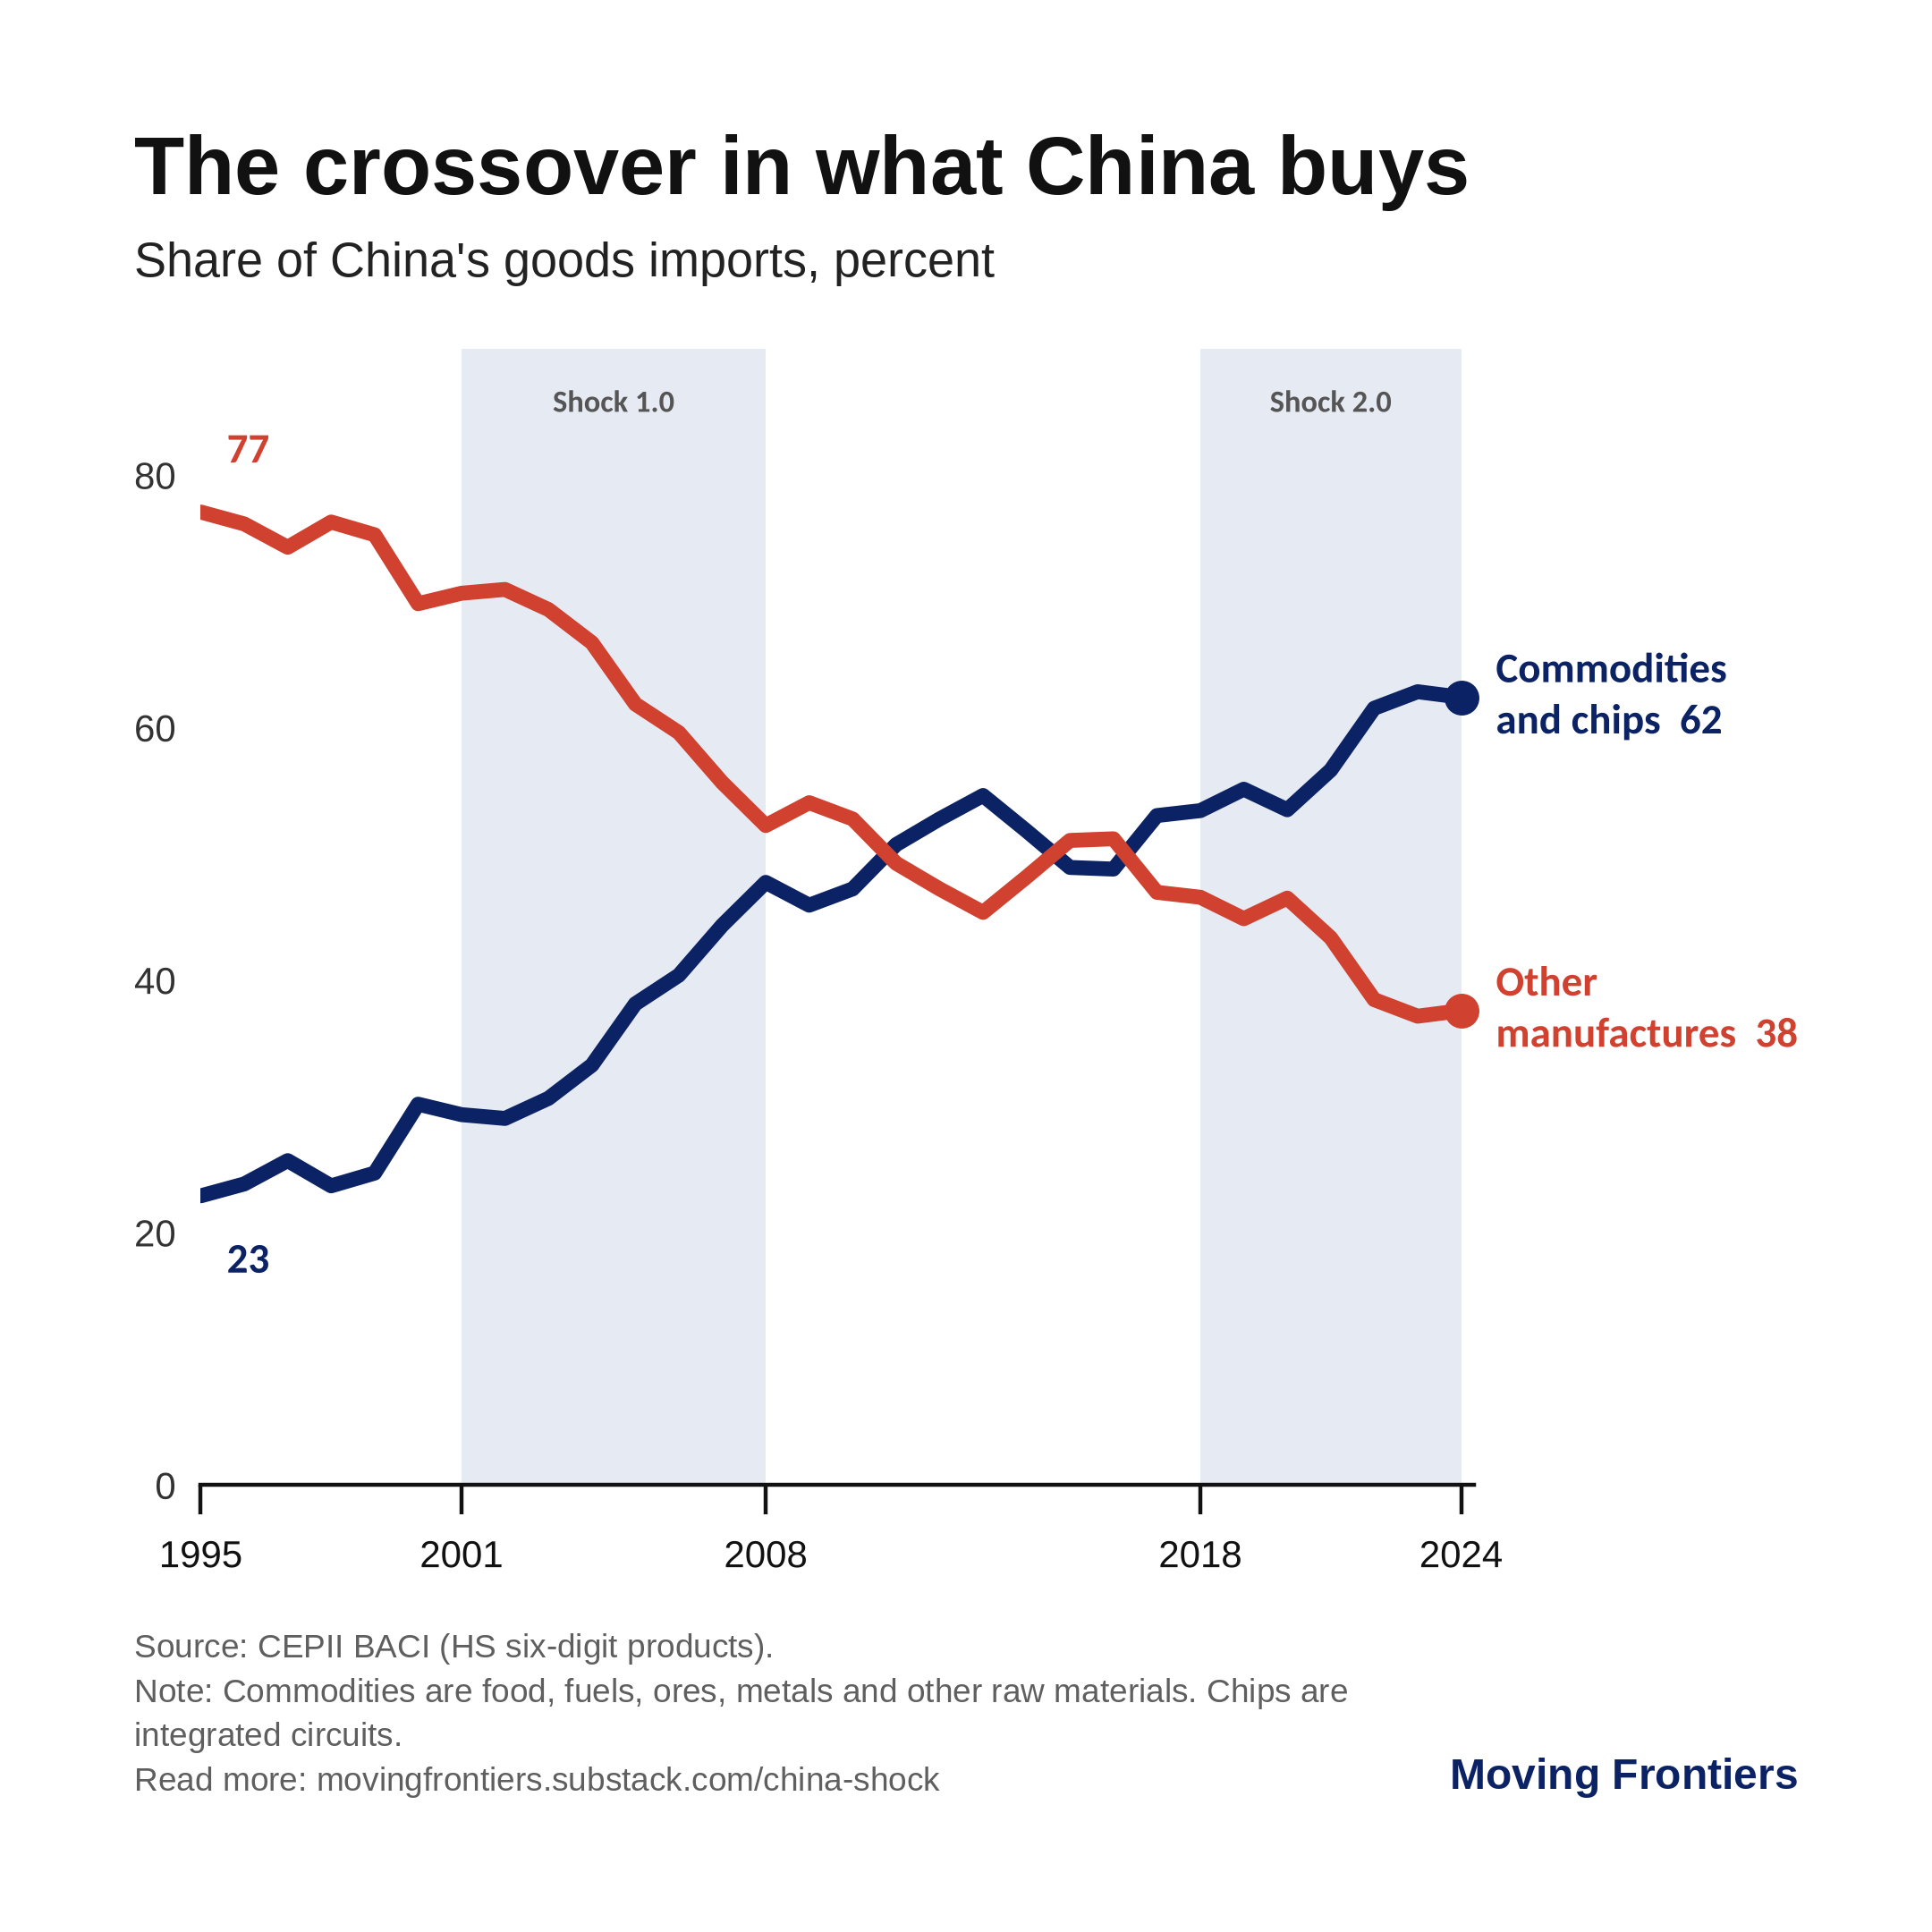 The crossover in what China buys
Share of China's goods imports, percent
Shock 1.0
Shock 2.0
77
80
60
40
20
0
23
Commodities
and chips 62
Other
manufactures 38
1995
2001
2008
2018
2024
Source: CEPII BACI (HS six-digit products).
Note: Commodities are food, fuels, ores, metals and other raw materials. Chips are
integrated circuits.
Read more: movingfrontiers.substack.com/china-shock
Moving Frontiers